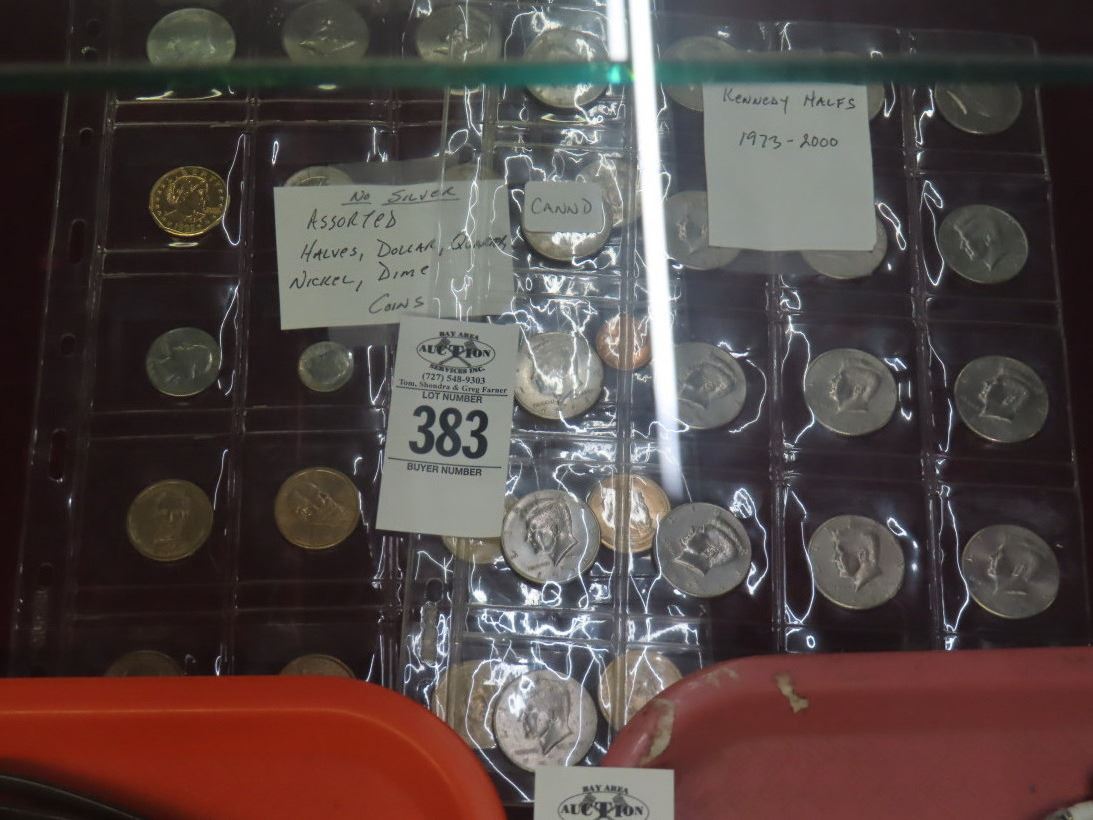 Kennedy Halfs
1973-2000
No Silver
Assorted
Halves, Dollar, Quarter,
Nickel, Dime
Coins
CANND
BAY AREA
AUCTION
SERVICES INC.
(727) 548-9303
Tom, Shondra & Greg Farner
LOT NUMBER
383
BUYER NUMBER
BAY AREA
AUCTION